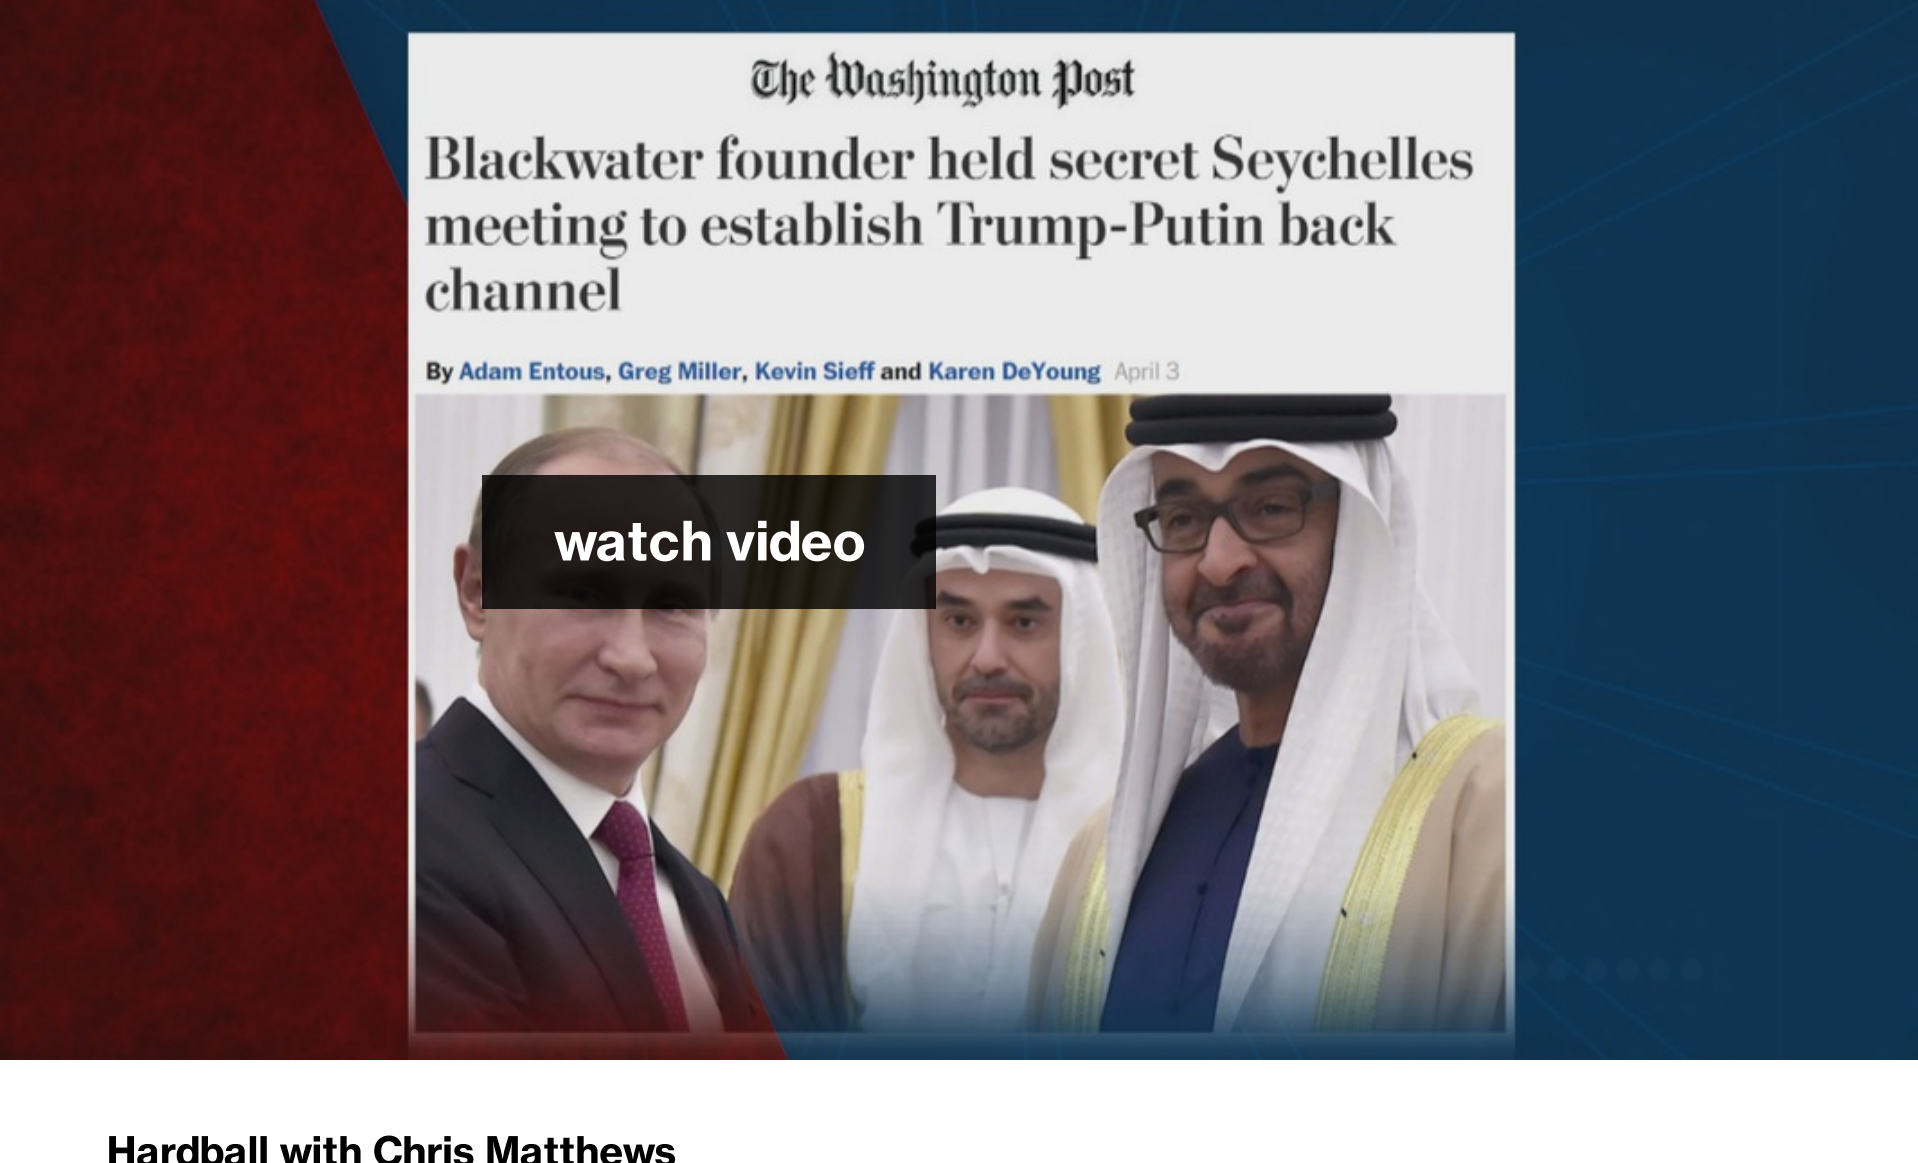 The Washington Post
Blackwater founder held secret Seychelles
meeting to establish Trump-Putin back
channel
By Adam Entous, Greg Miller, Kevin Sieff and Karen DeYoung April 3
watch video
Hardball with Chris Matthews